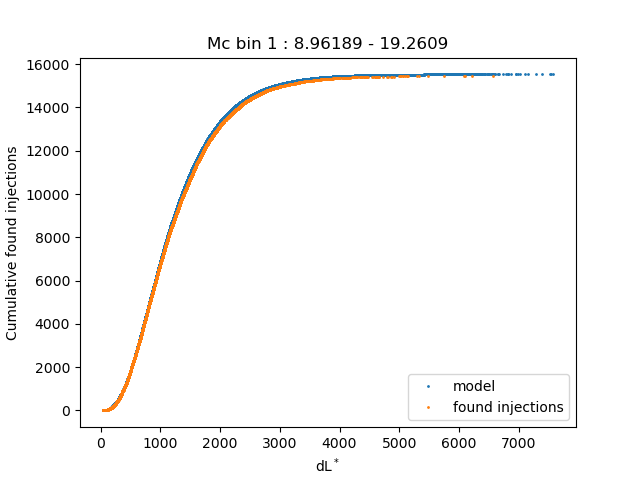 Mc bin 1 : 8.96189 - 19.2609
Cumulative found injections
16000
14000
12000
10000
8000
6000
4000
2000
0
0 1000 2000 3000 4000 5000 6000 7000
dL*
model
found injections